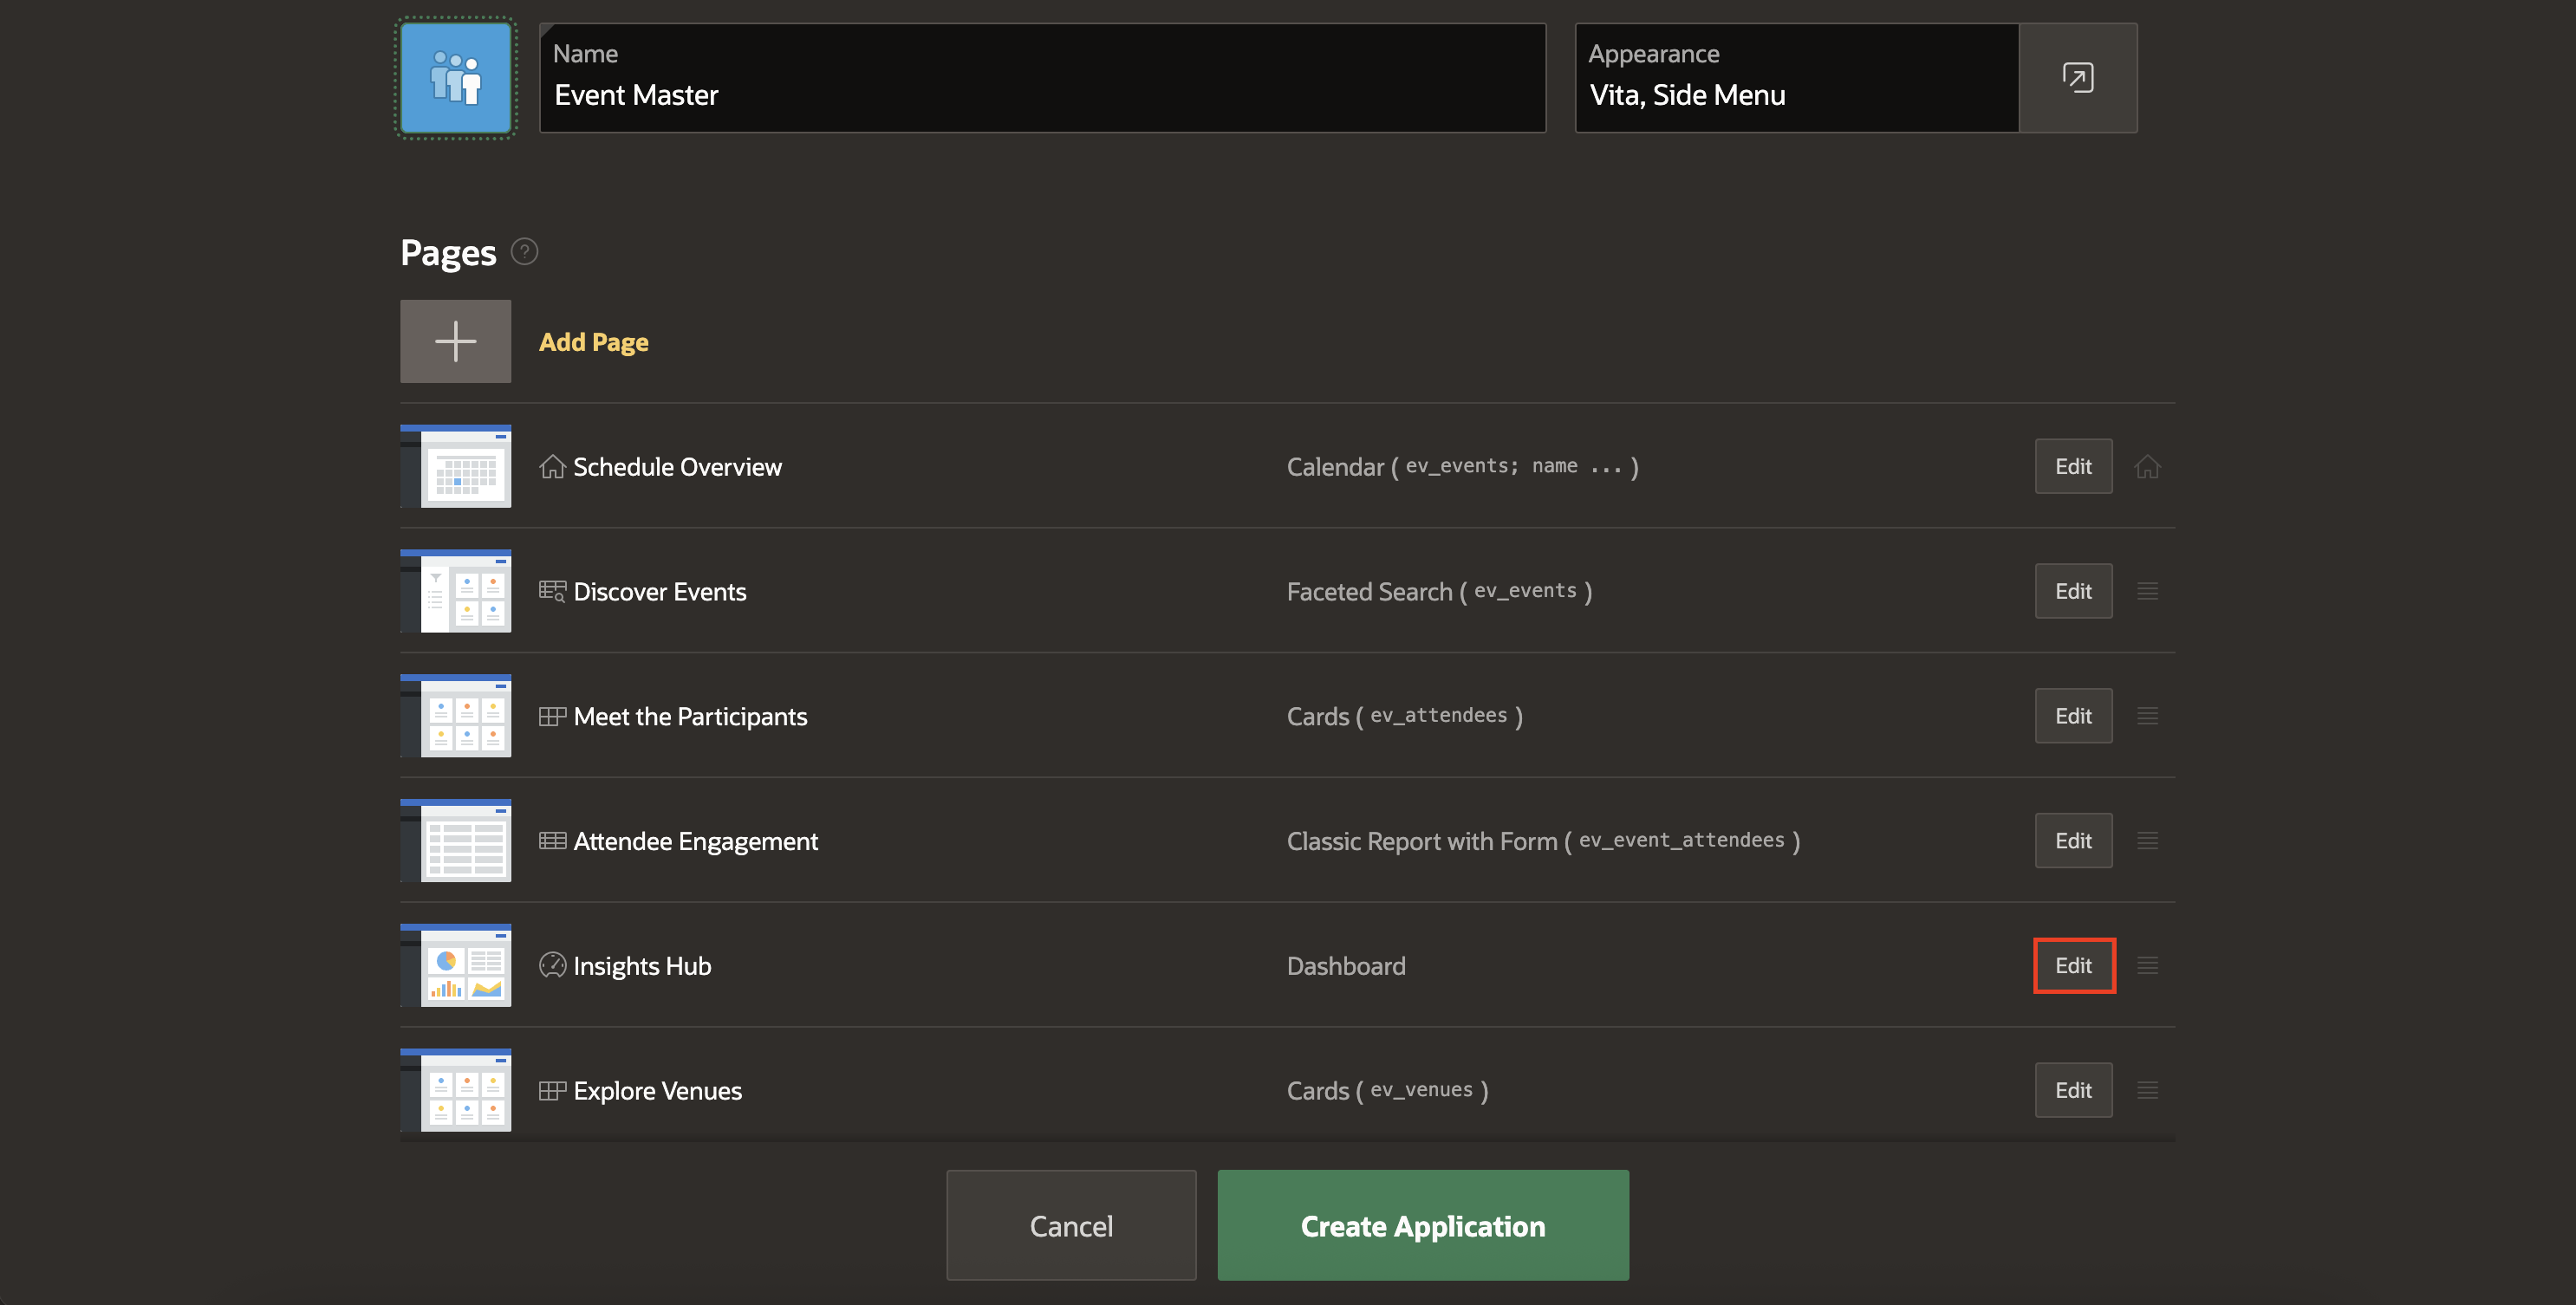 Name
Event Master
Appearance
Vita, Side Menu
Pages ?
Add Page
Schedule Overview Calendar ( ev_events; name ... ) Edit
Discover Events Faceted Search ( ev_events ) Edit
Meet the Participants Cards ( ev_attendees ) Edit
Attendee Engagement Classic Report with Form ( ev_event_attendees ) Edit
Insights Hub Dashboard Edit
Explore Venues Cards ( ev_venues ) Edit
Cancel Create Application